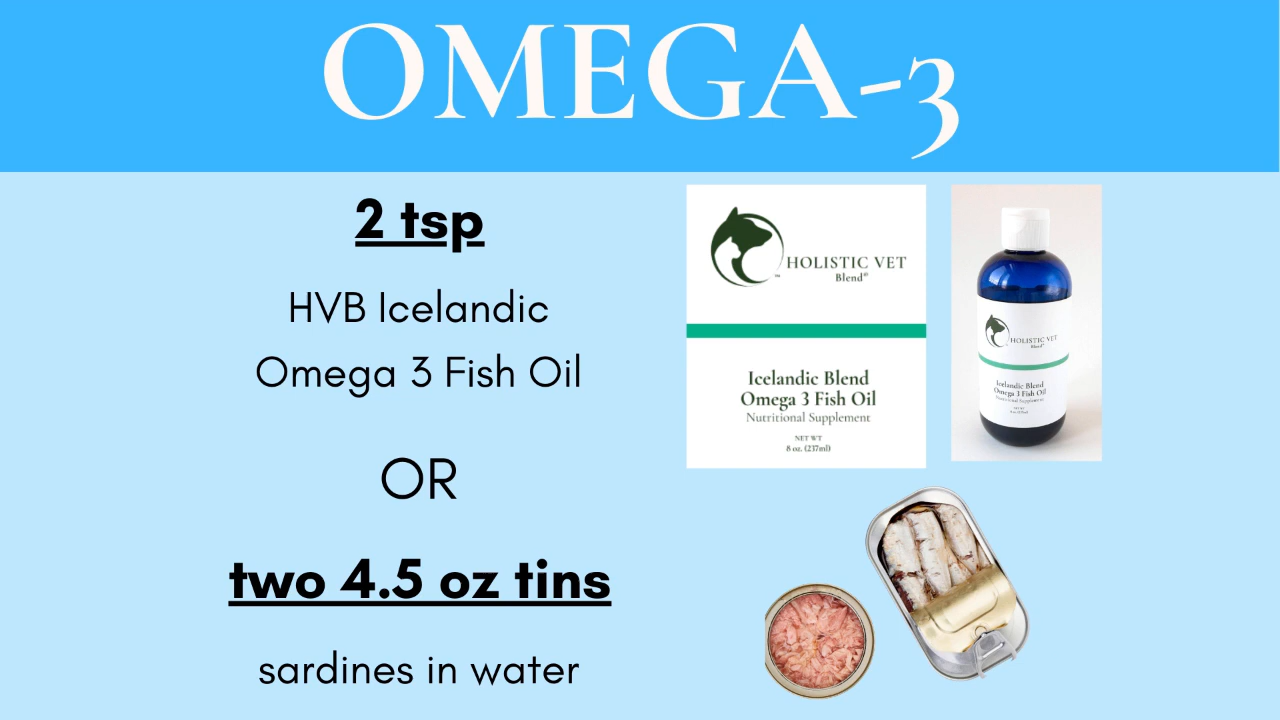 OMEGA-3
2 tsp
HVB Icelandic
Omega 3 Fish Oil
OR
two 4.5 oz tins
sardines in water
HOLISTIC VET
Blend®
Icelandic Blend
Omega 3 Fish Oil
Nutritional Supplement
NET WT
8 oz. (237ml)
HOLISTIC VET
Blend
Icelandic Blend
Omega 3 Fish Oil
Nutritional Supplement